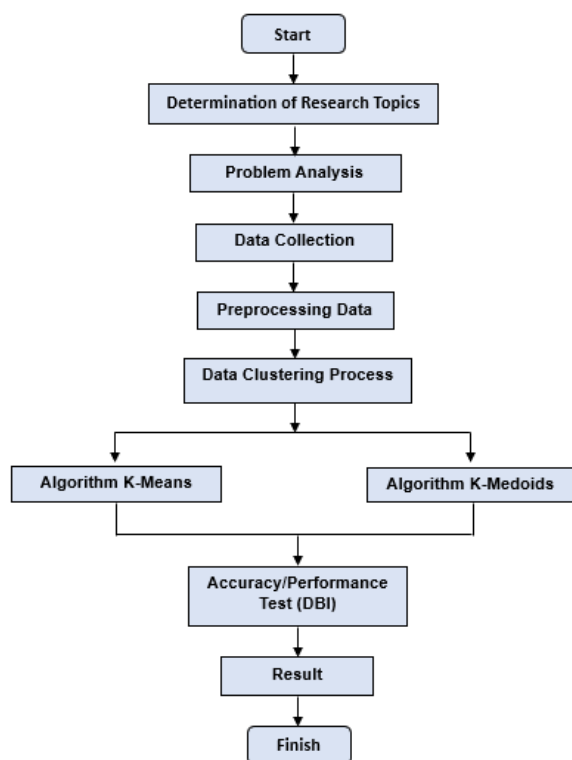 Start
Determination of Research Topics
Problem Analysis
Data Collection
Preprocessing Data
Data Clustering Process
Algorithm K-Means
Algorithm K-Medoids
Accuracy/Performance
Test (DBI)
Result
Finish